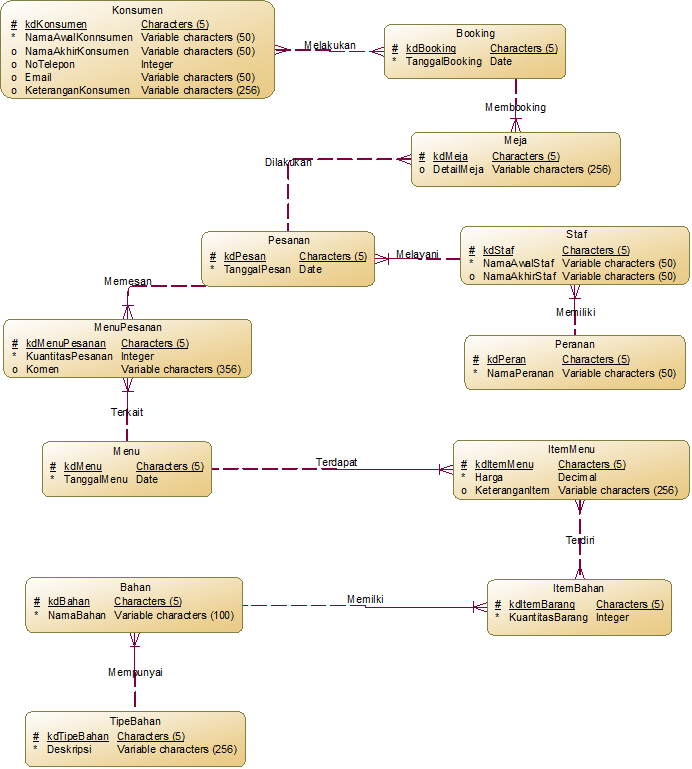 Konsumen
# kdKonsumen Characters (5)
* NamaAwalKonnsumen Variable characters (50)
o NamaAkhirKonsumen Variable characters (50)
o NoTelepon Integer
o Email Variable characters (50)
o KeteranganKonsumen Variable characters (256)
Melakukan
Booking
# kdBooking Characters (5)
* TanggalBooking Date
Membooking
Meja
# kdMeja Characters (5)
o DetailMeja Variable characters (256)
Dilakukan
Pesanan
# kdPesan Characters (5)
* TanggalPesan Date
Melayani
Staf
# kdStaf Characters (5)
* NamaAwalStaf Variable characters (50)
o NamaAkhirStaf Variable characters (50)
Memesan
Memiliki
MenuPesanan
# kdMenuPesanan Characters (5)
* KuantitasPesanan Integer
o Komen Variable characters (356)
Peranan
# kdPeran Characters (5)
* NamaPeranan Variable characters (50)
Terkait
Menu
# kdMenu Characters (5)
* TanggalMenu Date
Terdapat
ItemMenu
# kdItemMenu Characters (5)
* Harga Decimal
o KeteranganItem Variable characters (256)
Terdiri
Bahan
# kdBahan Characters (5)
* NamaBahan Variable characters (100)
Memilki
ItemBahan
# kdItemBarang Characters (5)
* KuantitasBarang Integer
Mempunyai
TipeBahan
# kdTipeBahan Characters (5)
* Deskripsi Variable characters (256)